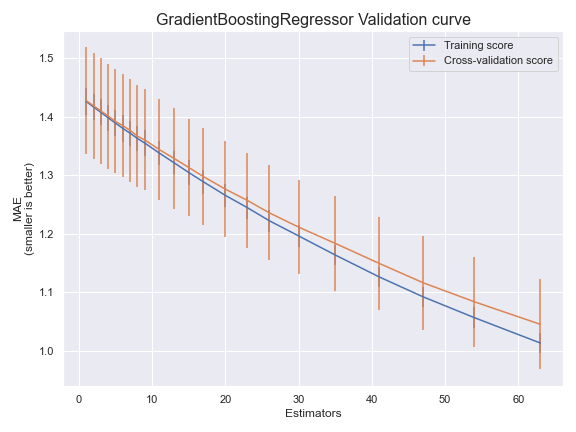 GradientBoostingRegressor Validation curve
Training score
Cross-validation score
1.5
1.4
1.3
1.2
1.1
1.0
MAE
(smaller is better)
0
10
20
30
40
50
60
Estimators